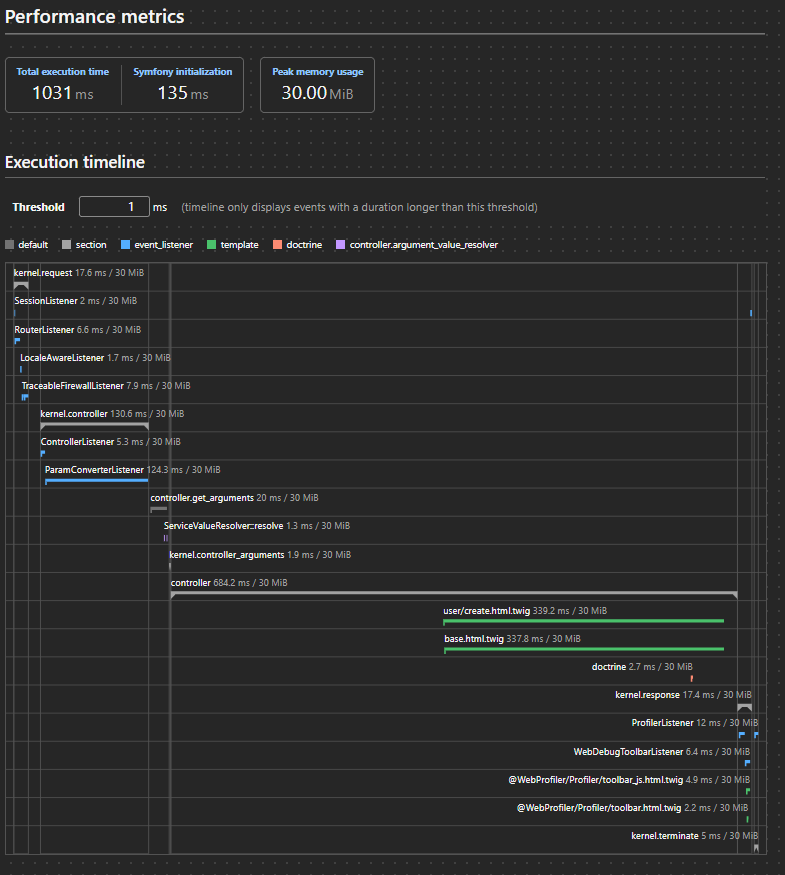 Performance metrics
Total execution time Symfony initialization Peak memory usage
1031 ms 135 ms 30.00 MiB
Execution timeline
Threshold 1 ms (timeline only displays events with a duration longer than this threshold)
default section event_listener template doctrine controller.argument_value_resolver
kernel.request 17.6 ms / 30 MiB
SessionListener 2 ms / 30 MiB
RouterListener 6.6 ms / 30 MiB
LocaleAwareListener 1.7 ms / 30 MiB
TraceableFirewallListener 7.9 ms / 30 MiB
kernel.controller 130.6 ms / 30 MiB
ControllerListener 5.3 ms / 30 MiB
ParamConverterListener 124.3 ms / 30 MiB
controller.get_arguments 20 ms / 30 MiB
ServiceValueResolver::resolve 1.3 ms / 30 MiB
kernel.controller_arguments 1.9 ms / 30 MiB
controller 684.2 ms / 30 MiB
user/create.html.twig 339.2 ms / 30 MiB
base.html.twig 337.8 ms / 30 MiB
doctrine 2.7 ms / 30 MiB
kernel.response 17.4 ms / 30 MiB
ProfilerListener 12 ms / 30 MiB
WebDebugToolbarListener 6.4 ms / 30 MiB
@WebProfiler/Profiler/toolbar_js.html.twig 4.9 ms / 30 MiB
@WebProfiler/Profiler/toolbar.html.twig 2.2 ms / 30 MiB
kernel.terminate 5 ms / 30 MiB